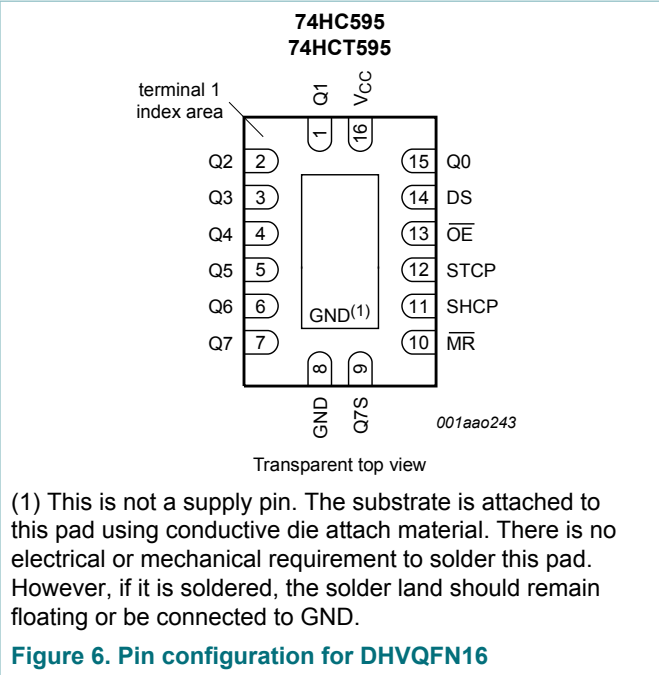 74HC595
74HCT595
terminal 1
index area
Q1
VCC
1
16
Q2 2 15 Q0
Q3 3 14 DS
Q4 4 13 OE
Q5 5 12 STCP
Q6 6 11 SHCP
GND(1)
Q7 7 10 MR
8
9
GND
Q7S
001aao243
Transparent top view
(1) This is not a supply pin. The substrate is attached to
this pad using conductive die attach material. There is no
electrical or mechanical requirement to solder this pad.
However, if it is soldered, the solder land should remain
floating or be connected to GND.
Figure 6. Pin configuration for DHVQFN16